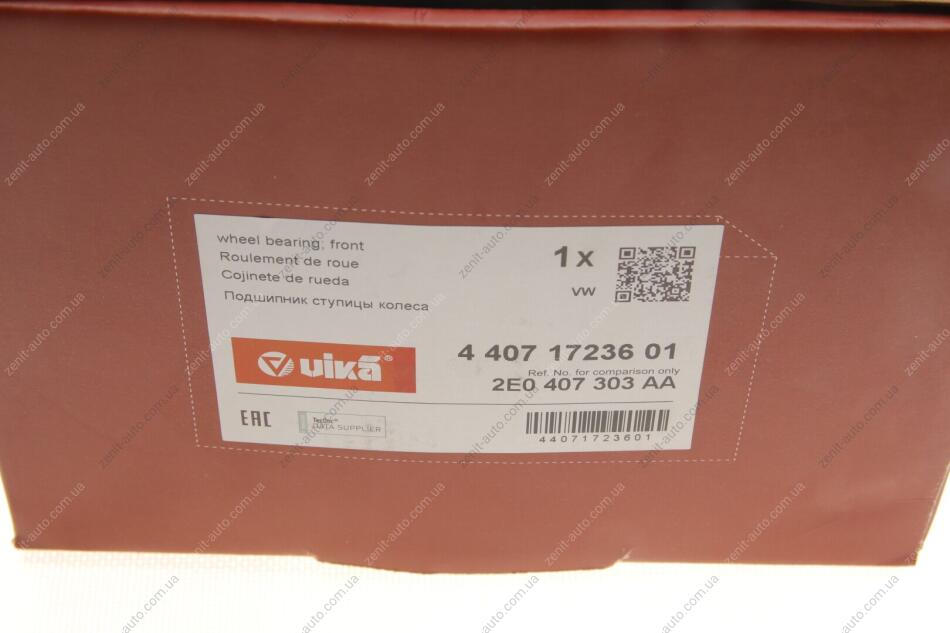 wheel bearing, front
Roulement de roue
Cojinete de rueda
Подшипник ступицы колеса
1 x
VW
vika®
4 407 17236 01
Ref. No. for comparison only
2E0 407 303 AA
EAC
TecDoc®
DATA SUPPLIER
44071723601
zenit-auto.com.ua